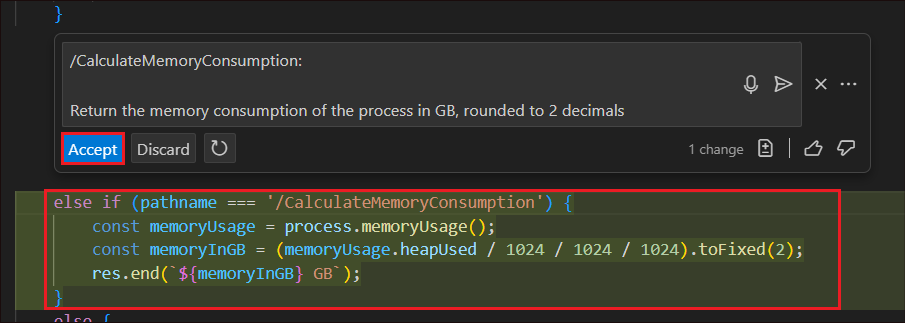 }
/CalculateMemoryConsumption:
Return the memory consumption of the process in GB, rounded to 2 decimals
Accept Discard 1 change
else if (pathname === '/CalculateMemoryConsumption') {
const memoryUsage = process.memoryUsage();
const memoryInGB = (memoryUsage.heapUsed / 1024 / 1024 / 1024).toFixed(2);
res.end(`${memoryInGB} GB`);
}
else {